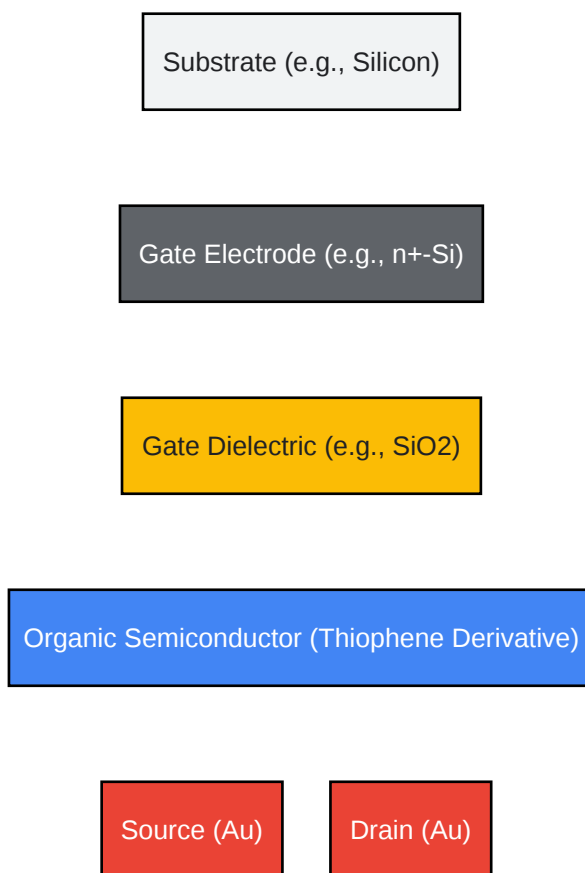 Substrate (e.g., Silicon)
Gate Electrode (e.g., n+-Si)
Gate Dielectric (e.g., SiO2)
Organic Semiconductor (Thiophene Derivative)
Source (Au)
Drain (Au)